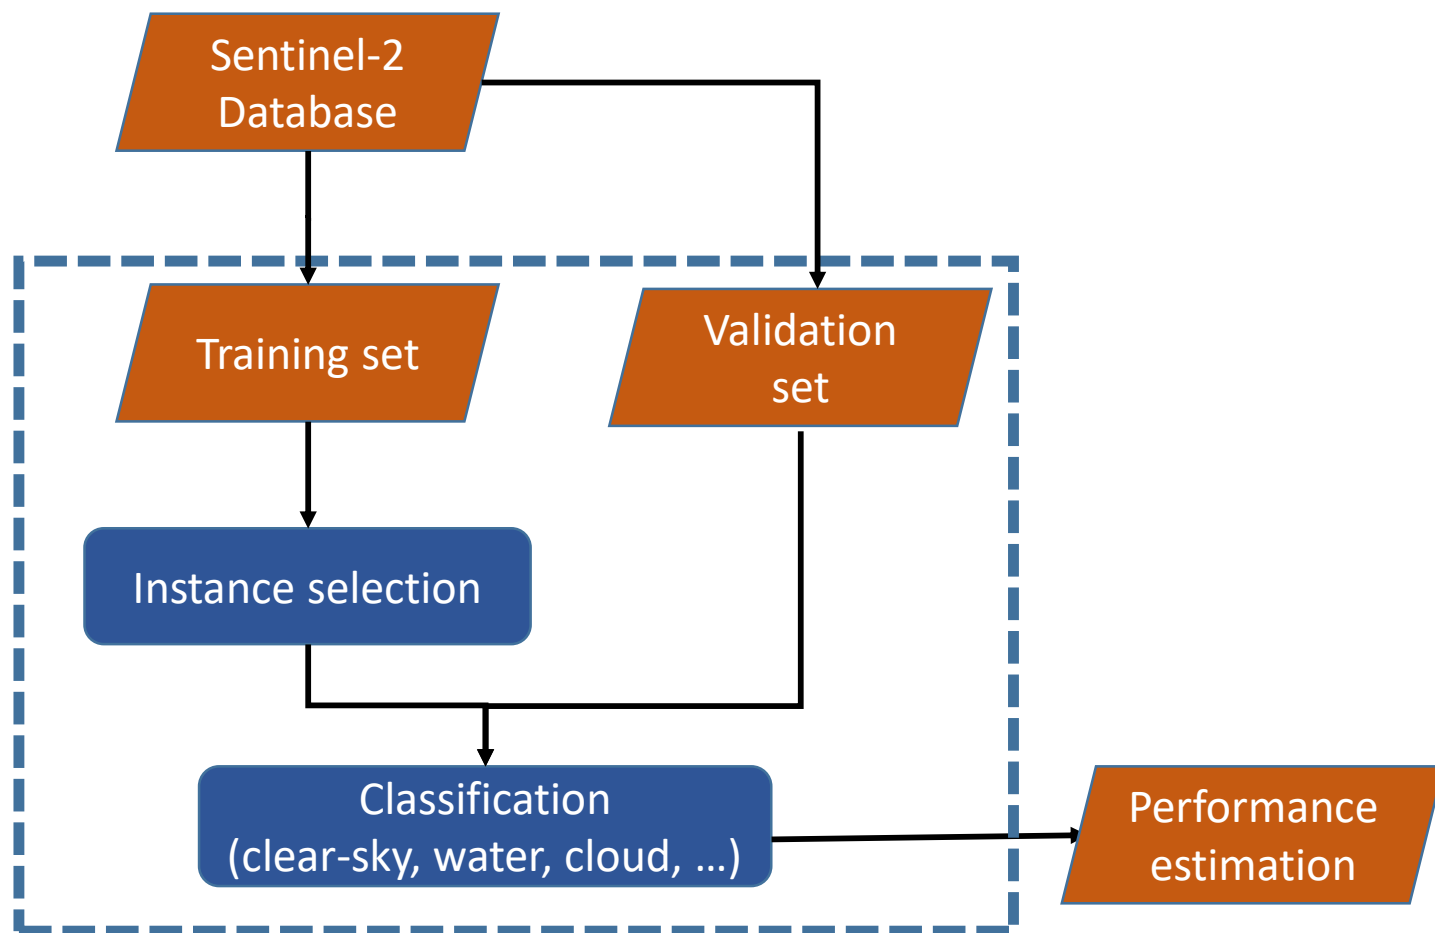 Sentinel-2
Database
Training set
Validation
set
Instance selection
Classification
(clear-sky, water, cloud, ...)
Performance
estimation